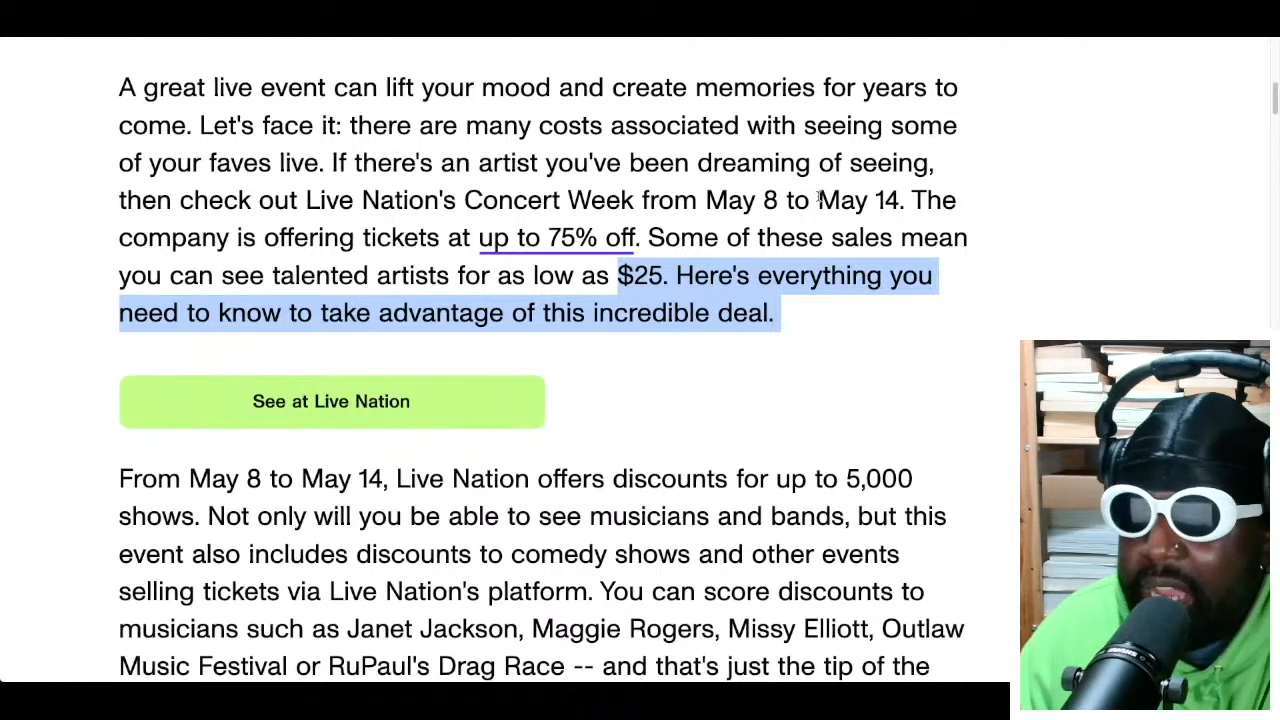 A great live event can lift your mood and create memories for years to
come. Let's face it: there are many costs associated with seeing some
of your faves live. If there's an artist you've been dreaming of seeing,
then check out Live Nation's Concert Week from May 8 to May 14. The
company is offering tickets at up to 75% off. Some of these sales mean
you can see talented artists for as low as $25. Here's everything you
need to know to take advantage of this incredible deal.
See at Live Nation
From May 8 to May 14, Live Nation offers discounts for up to 5,000
shows. Not only will you be able to see musicians and bands, but this
event also includes discounts to comedy shows and other events
selling tickets via Live Nation's platform. You can score discounts to
musicians such as Janet Jackson, Maggie Rogers, Missy Elliott, Outlaw
Music Festival or RuPaul's Drag Race -- and that's just the tip of the